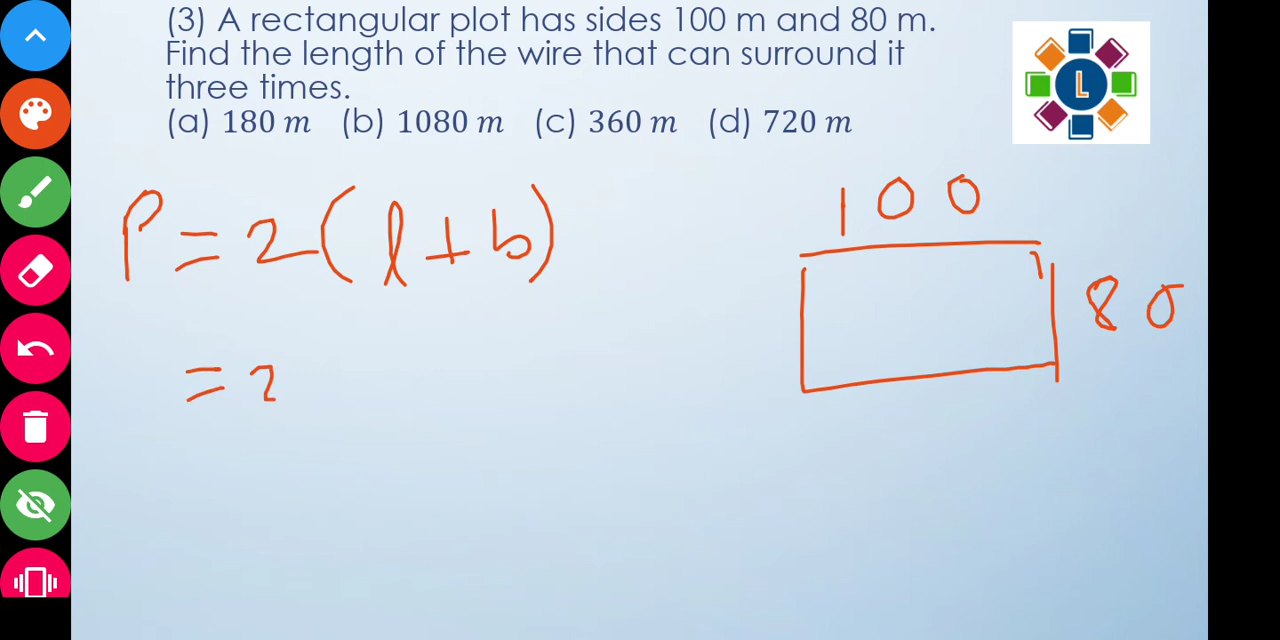 (3) A rectangular plot has sides 100 m and 80 m.
Find the length of the wire that can surround it
three times.
(a) 180 m (b) 1080 m (c) 360 m (d) 720 m
L
P = 2(l+b)
100
80
= 2